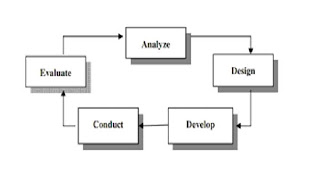 Analyze
Design
Develop
Conduct
Evaluate